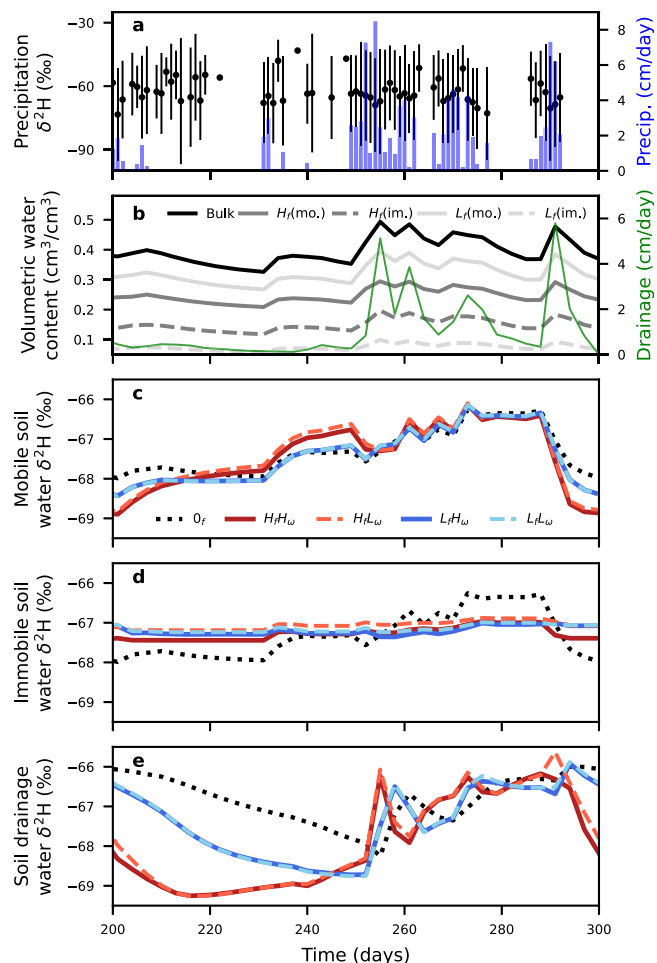 a
−30
−60
−90
Precipitation
δ²H (‰)
8
6
4
2
0
Precip. (cm/day)
b
Bulk
H_f(mo.)
H_f(im.)
L_f(mo.)
L_f(im.)
0.5
0.4
0.3
0.2
0.1
Volumetric water
content (cm³/cm³)
6
4
2
0
Drainage (cm/day)
c
−66
−67
−68
−69
Mobile soil
water δ²H (‰)
0_f
H_fH_ω
H_fL_ω
L_fH_ω
L_fL_ω
d
−66
−67
−68
−69
Immobile soil
water δ²H (‰)
e
−66
−67
−68
−69
Soil drainage
water δ²H (‰)
200
220
240
260
280
300
Time (days)